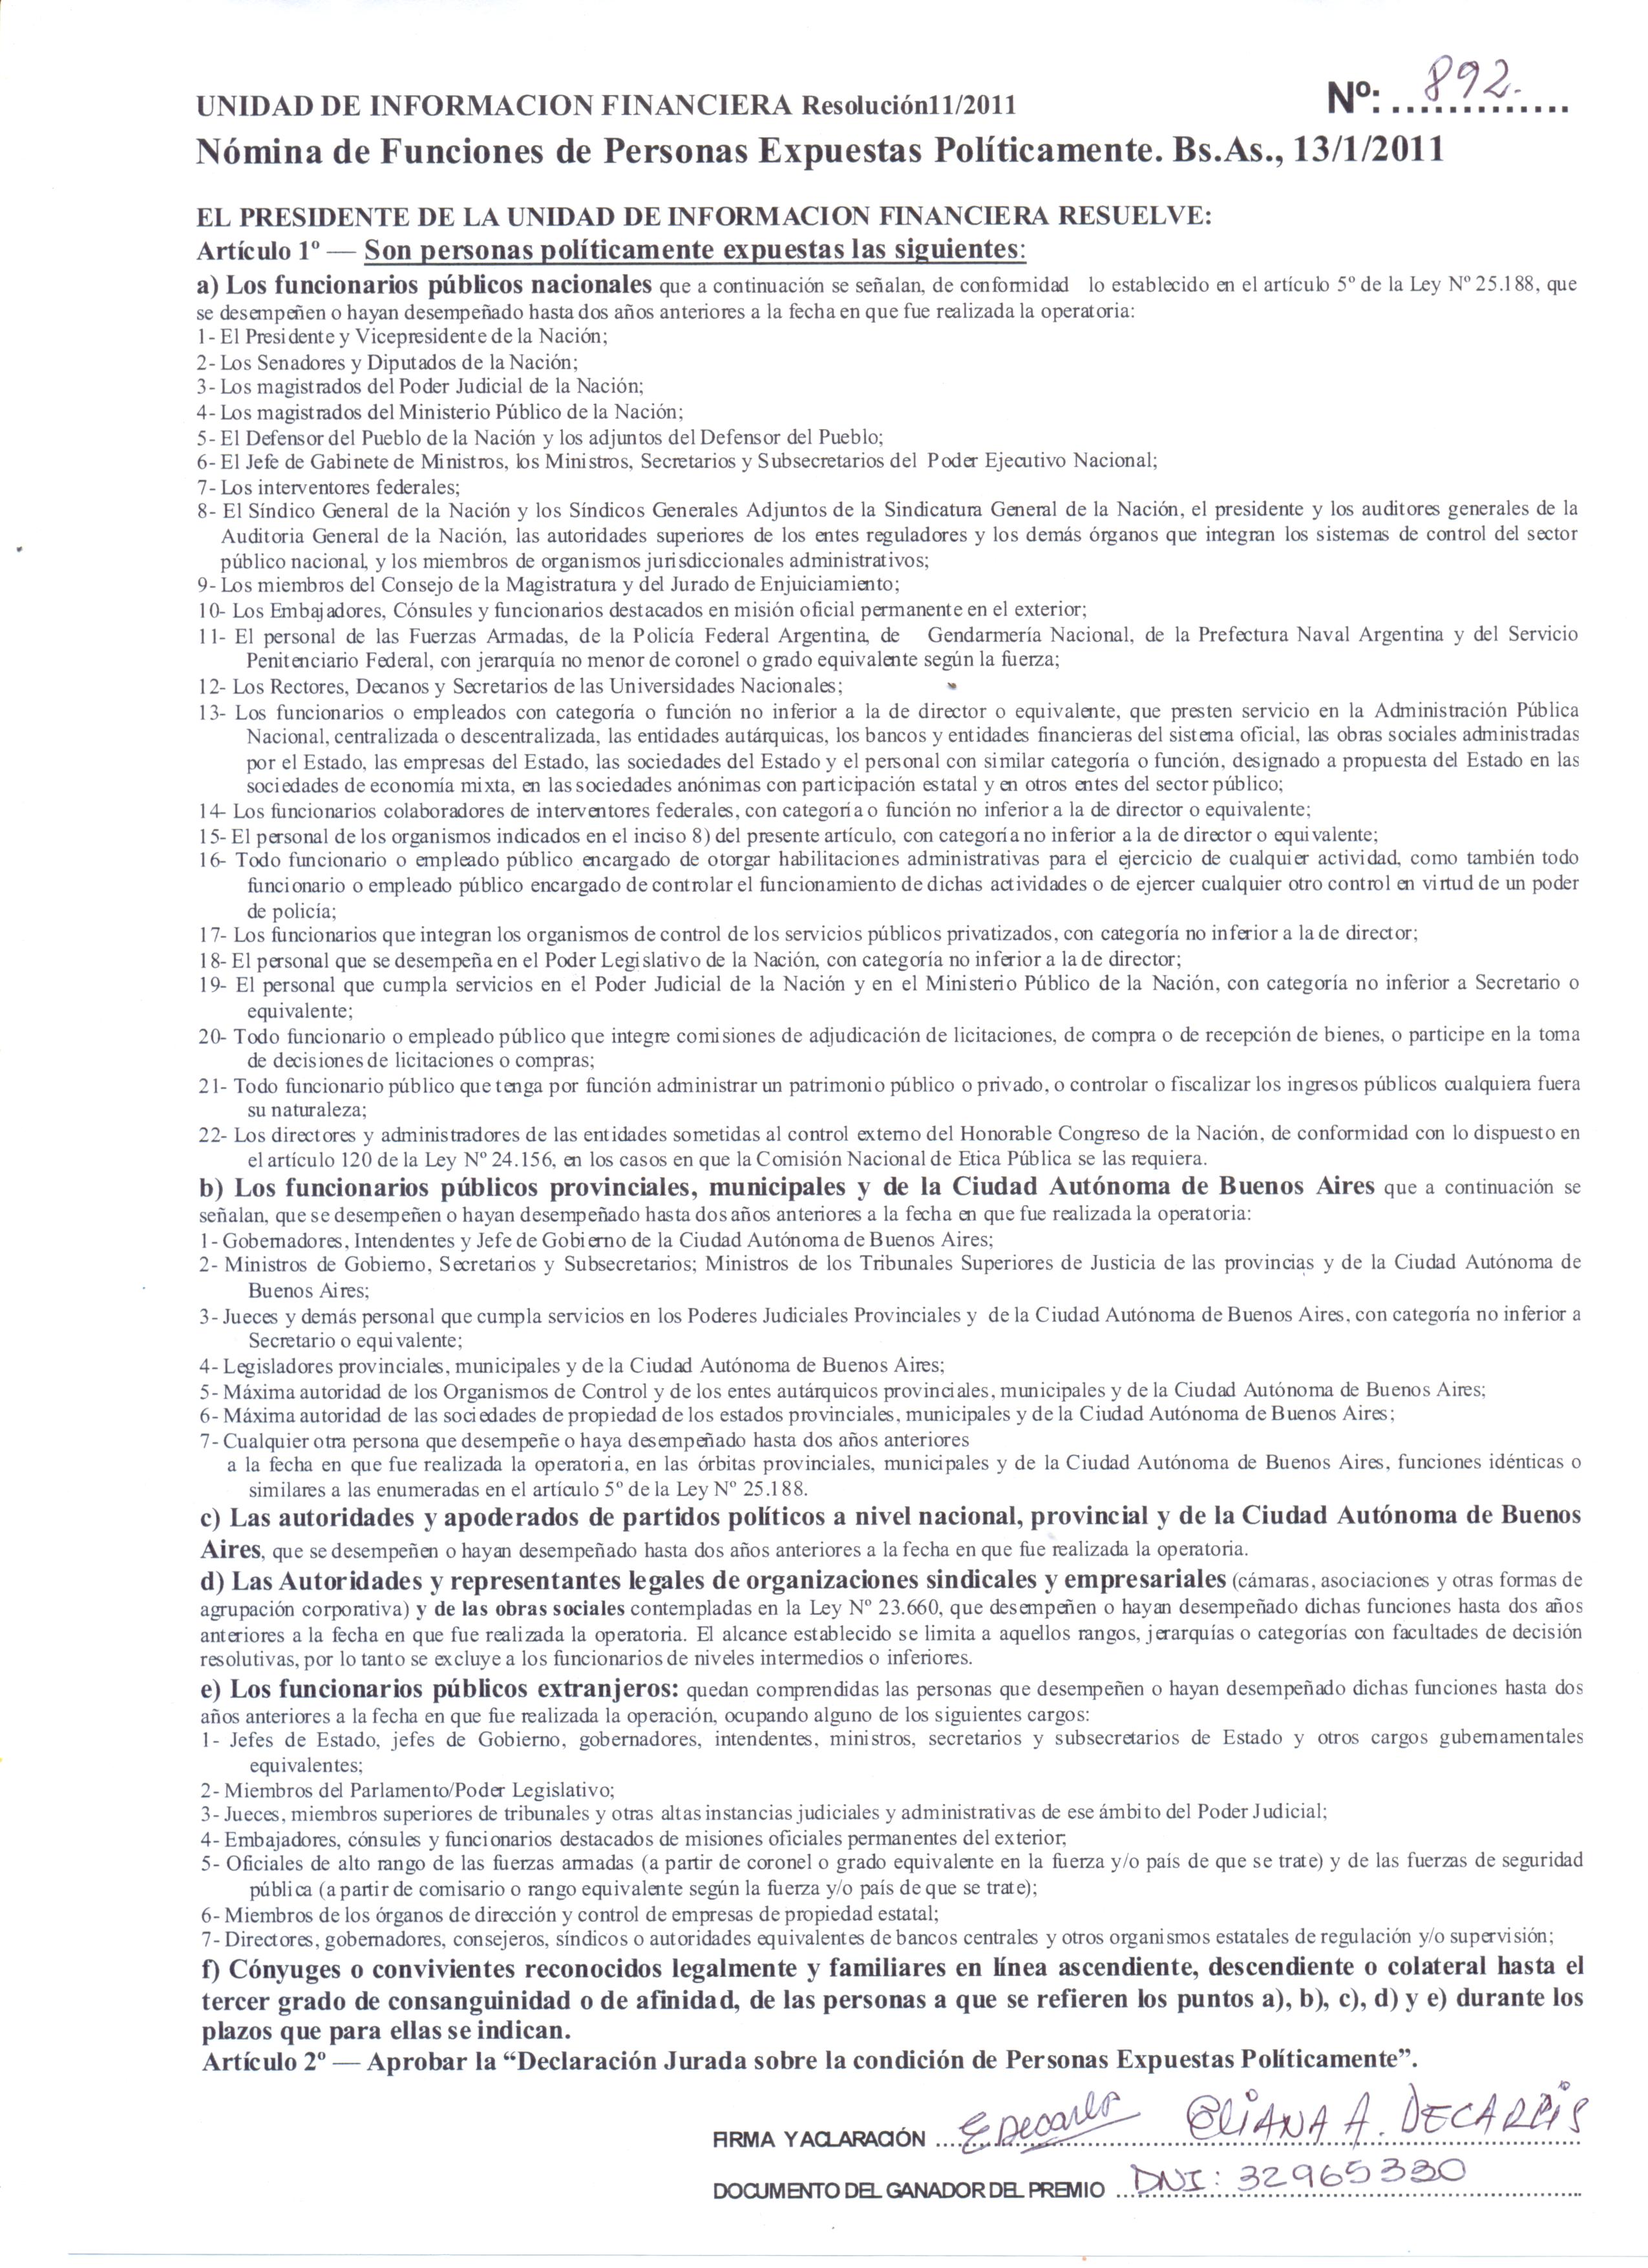 Nº: 892.
UNIDAD DE INFORMACION FINANCIERA Resolución11/2011
Nómina de Funciones de Personas Expuestas Políticamente. Bs.As., 13/1/2011
EL PRESIDENTE DE LA UNIDAD DE INFORMACION FINANCIERA RESUELVE:
Artículo 1º — Son personas políticamente expuestas las siguientes:
a) Los funcionarios públicos nacionales que a continuación se señalan, de conformidad lo establecido en el artículo 5º de la Ley Nº 25.188, que
se desempeñen o hayan desempeñado hasta dos años anteriores a la fecha en que fue realizada la operatoria:
1- El Presidente y Vicepresidente de la Nación;
2- Los Senadores y Diputados de la Nación;
3- Los magistrados del Poder Judicial de la Nación;
4- Los magistrados del Ministerio Público de la Nación;
5- El Defensor del Pueblo de la Nación y los adjuntos del Defensor del Pueblo;
6- El Jefe de Gabinete de Ministros, los Ministros, Secretarios y Subsecretarios del Poder Ejecutivo Nacional;
7- Los interventores federales;
8- El Síndico General de la Nación y los Síndicos Generales Adjuntos de la Sindicatura General de la Nación, el presidente y los auditores generales de la
Auditoria General de la Nación, las autoridades superiores de los entes reguladores y los demás órganos que integran los sistemas de control del sector
público nacional, y los miembros de organismos jurisdiccionales administrativos;
9- Los miembros del Consejo de la Magistratura y del Jurado de Enjuiciamiento;
10- Los Embajadores, Cónsules y funcionarios destacados en misión oficial permanente en el exterior;
11- El personal de las Fuerzas Armadas, de la Policía Federal Argentina, de Gendarmería Nacional, de la Prefectura Naval Argentina y del Servicio
Penitenciario Federal, con jerarquía no menor de coronel o grado equivalente según la fuerza;
12- Los Rectores, Decanos y Secretarios de las Universidades Nacionales;
13- Los funcionarios o empleados con categoría o función no inferior a la de director o equivalente, que presten servicio en la Administración Pública
Nacional, centralizada o descentralizada, las entidades autárquicas, los bancos y entidades financieras del sistema oficial, las obras sociales administradas
por el Estado, las empresas del Estado, las sociedades del Estado y el personal con similar categoría o función, designado a propuesta del Estado en las
sociedades de economía mixta, en las sociedades anónimas con participación estatal y en otros entes del sector público;
14- Los funcionarios colaboradores de interventores federales, con categoría o función no inferior a la de director o equivalente;
15- El personal de los organismos indicados en el inciso 8) del presente artículo, con categoría no inferior a la de director o equivalente;
16- Todo funcionario o empleado público encargado de otorgar habilitaciones administrativas para el ejercicio de cualquier actividad, como también todo
funcionario o empleado público encargado de controlar el funcionamiento de dichas actividades o de ejercer cualquier otro control en virtud de un poder
de policía;
17- Los funcionarios que integran los organismos de control de los servicios públicos privatizados, con categoría no inferior a la de director;
18- El personal que se desempeña en el Poder Legislativo de la Nación, con categoría no inferior a la de director;
19- El personal que cumpla servicios en el Poder Judicial de la Nación y en el Ministerio Público de la Nación, con categoría no inferior a Secretario o
equivalente;
20- Todo funcionario o empleado público que integre comisiones de adjudicación de licitaciones, de compra o de recepción de bienes, o participe en la toma
de decisiones de licitaciones o compras;
21- Todo funcionario público que tenga por función administrar un patrimonio público o privado, o controlar o fiscalizar los ingresos públicos cualquiera fuera
su naturaleza;
22- Los directores y administradores de las entidades sometidas al control externo del Honorable Congreso de la Nación, de conformidad con lo dispuesto en
el artículo 120 de la Ley Nº 24.156, en los casos en que la Comisión Nacional de Etica Pública se las requiera.
b) Los funcionarios públicos provinciales, municipales y de la Ciudad Autónoma de Buenos Aires que a continuación se
señalan, que se desempeñen o hayan desempeñado hasta dos años anteriores a la fecha en que fue realizada la operatoria:
1- Gobernadores, Intendentes y Jefe de Gobierno de la Ciudad Autónoma de Buenos Aires;
2- Ministros de Gobierno, Secretarios y Subsecretarios; Ministros de los Tribunales Superiores de Justicia de las provincias y de la Ciudad Autónoma de
Buenos Aires;
3- Jueces y demás personal que cumpla servicios en los Poderes Judiciales Provinciales y de la Ciudad Autónoma de Buenos Aires, con categoría no inferior a
Secretario o equivalente;
4- Legisladores provinciales, municipales y de la Ciudad Autónoma de Buenos Aires;
5- Máxima autoridad de los Organismos de Control y de los entes autárquicos provinciales, municipales y de la Ciudad Autónoma de Buenos Aires;
6- Máxima autoridad de las sociedades de propiedad de los estados provinciales, municipales y de la Ciudad Autónoma de Buenos Aires;
7- Cualquier otra persona que desempeñe o haya desempeñado hasta dos años anteriores
a la fecha en que fue realizada la operatoria, en las órbitas provinciales, municipales y de la Ciudad Autónoma de Buenos Aires, funciones idénticas o
similares a las enumeradas en el artículo 5º de la Ley Nº 25.188.
c) Las autoridades y apoderados de partidos políticos a nivel nacional, provincial y de la Ciudad Autónoma de Buenos
Aires, que se desempeñen o hayan desempeñado hasta dos años anteriores a la fecha en que fue realizada la operatoria.
d) Las Autoridades y representantes legales de organizaciones sindicales y empresariales (cámaras, asociaciones y otras formas de
agrupación corporativa) y de las obras sociales contempladas en la Ley Nº 23.660, que desempeñen o hayan desempeñado dichas funciones hasta dos años
anteriores a la fecha en que fue realizada la operatoria. El alcance establecido se limita a aquellos rangos, jerarquías o categorías con facultades de decisión
resolutivas, por lo tanto se excluye a los funcionarios de niveles intermedios o inferiores.
e) Los funcionarios públicos extranjeros: quedan comprendidas las personas que desempeñen o hayan desempeñado dichas funciones hasta dos
años anteriores a la fecha en que fue realizada la operación, ocupando alguno de los siguientes cargos:
1- Jefes de Estado, jefes de Gobierno, gobernadores, intendentes, ministros, secretarios y subsecretarios de Estado y otros cargos gubernamentales
equivalentes;
2- Miembros del Parlamento/Poder Legislativo;
3- Jueces, miembros superiores de tribunales y otras altas instancias judiciales y administrativas de ese ámbito del Poder Judicial;
4- Embajadores, cónsules y funcionarios destacados de misiones oficiales permanentes del exterior;
5- Oficiales de alto rango de las fuerzas armadas (a partir de coronel o grado equivalente en la fuerza y/o país de que se trate) y de las fuerzas de seguridad
pública (a partir de comisario o rango equivalente según la fuerza y/o país de que se trate);
6- Miembros de los órganos de dirección y control de empresas de propiedad estatal;
7- Directores, gobernadores, consejeros, síndicos o autoridades equivalentes de bancos centrales y otros organismos estatales de regulación y/o supervisión;
f) Cónyuges o convivientes reconocidos legalmente y familiares en línea ascendiente, descendiente o colateral hasta el
tercer grado de consanguinidad o de afinidad, de las personas a que se refieren los puntos a), b), c), d) y e) durante los
plazos que para ellas se indican.
Artículo 2º — Aprobar la “Declaración Jurada sobre la condición de Personas Expuestas Políticamente”.
FIRMA Y ACLARACIÓN ELIANA A.
DOCUMENTO DEL GANADOR DEL PREMIO DNI: 32965330